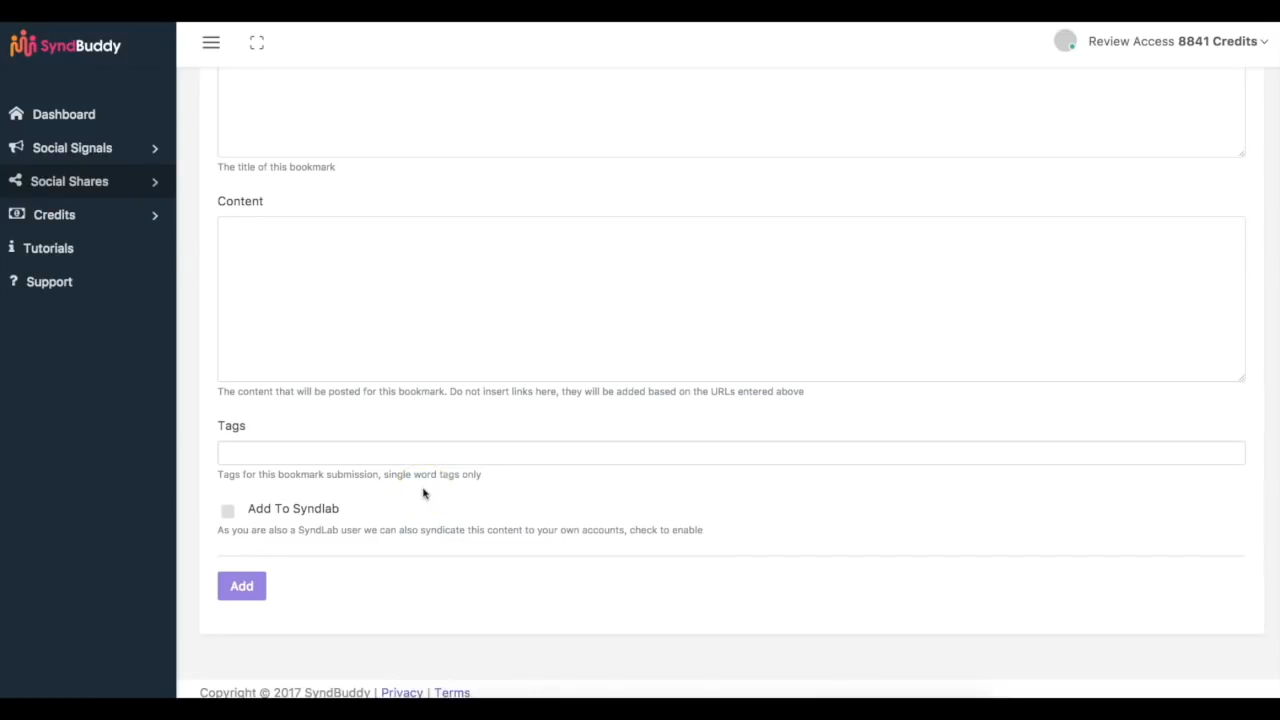 SyndBuddy
Review Access 8841 Credits
Dashboard
Social Signals
Social Shares
Credits
Tutorials
Support
The title of this bookmark
Content
The content that will be posted for this bookmark. Do not insert links here, they will be added based on the URLs entered above
Tags
Tags for this bookmark submission, single word tags only
Add To Syndlab
As you are also a SyndLab user we can also syndicate this content to your own accounts, check to enable
Add
Copyright © 2017 SyndBuddy | Privacy | Terms